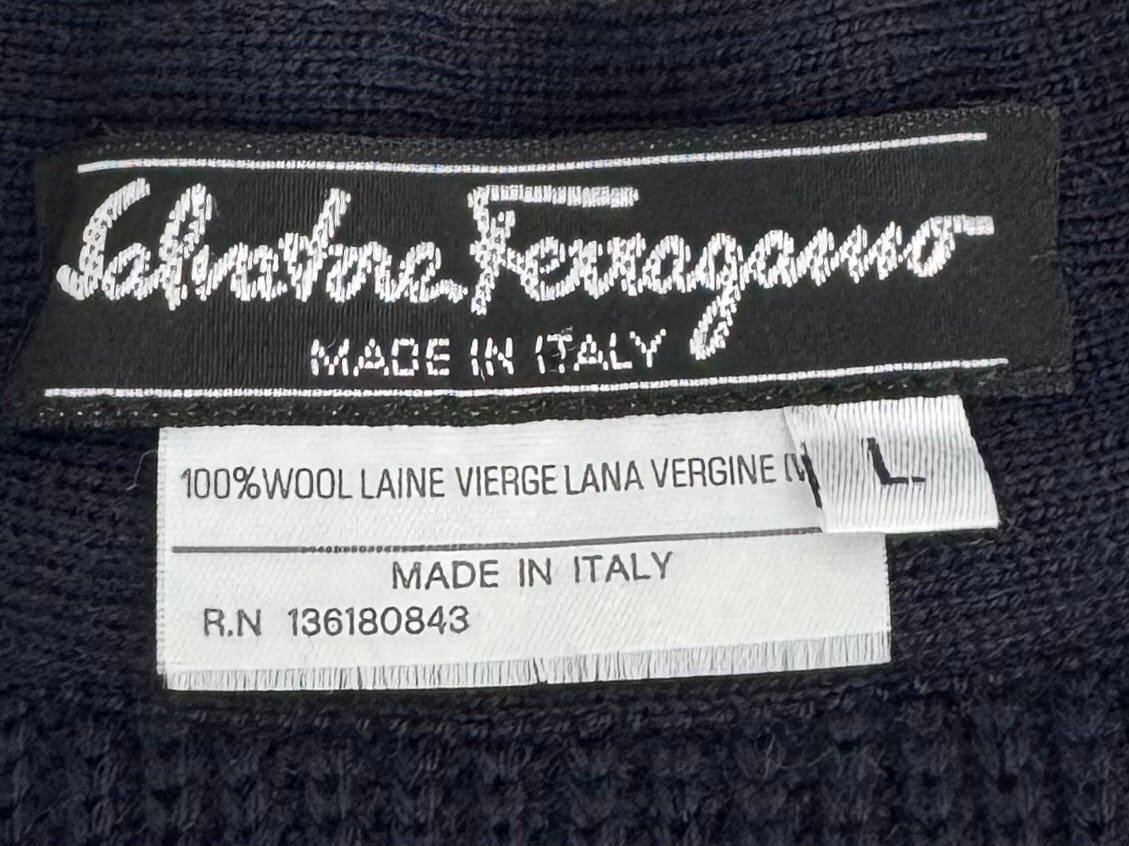 Salvatore Ferragamo
MADE IN ITALY
100%WOOL LAINE VIERGE LANA VERGINE
L
MADE IN ITALY
R.N 136180843